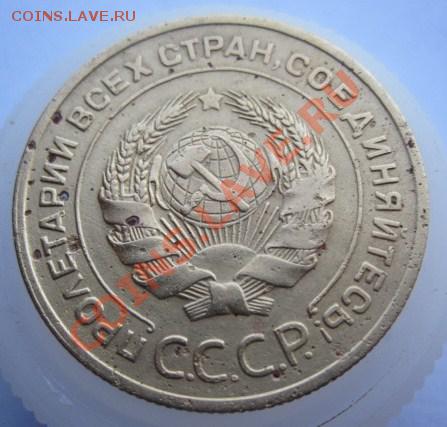 COINS.LAVE.RU
ПРОЛЕТАРИИ ВСЕХ СТРАН, СОЕДИНЯЙТЕСЬ!
С.С.С.Р.
COINS.LAVE.RU